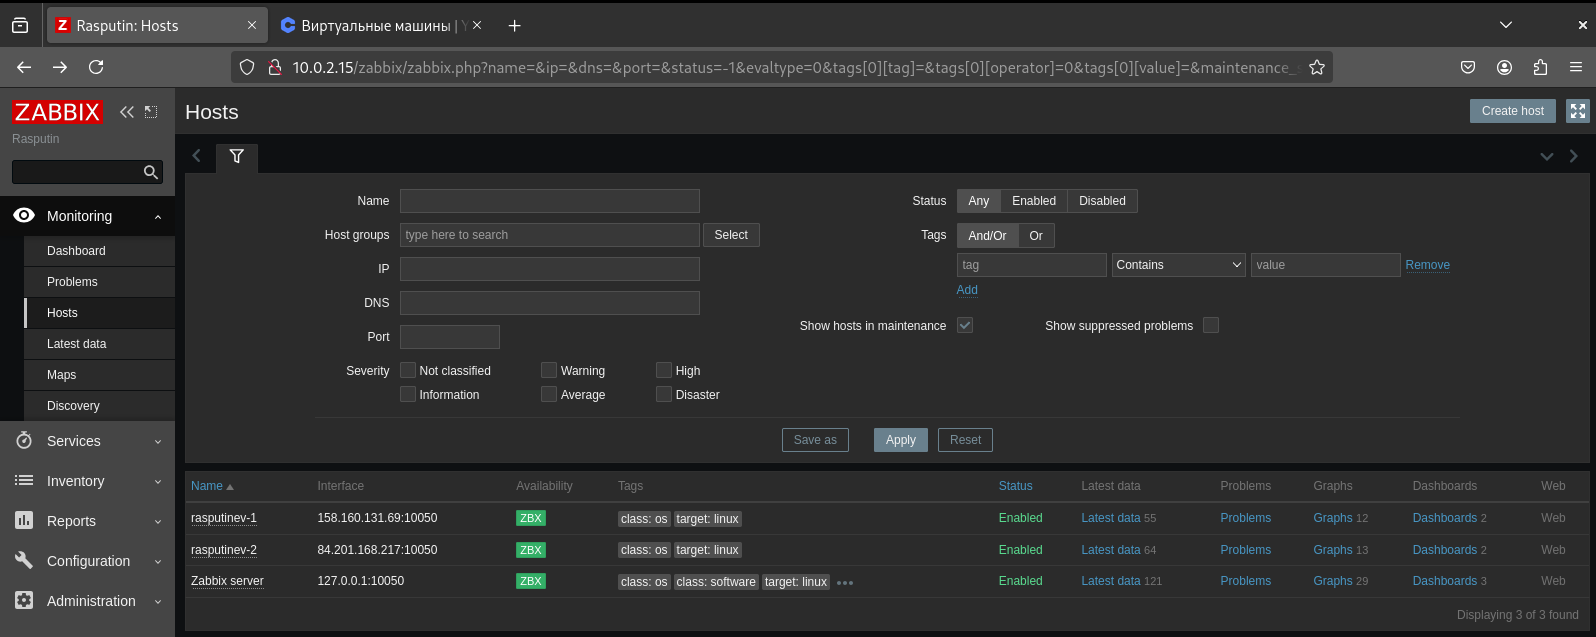 Rasputin: Hosts
Виртуальные машины | Y
10.0.2.15/zabbix/zabbix.php?name=&ip=&dns=&port=&status=-1&evaltype=0&tags[0][tag]=&tags[0][operator]=0&tags[0][value]=&maintenance_
ZABBIX
Rasputin
Monitoring
Dashboard
Problems
Hosts
Latest data
Maps
Discovery
Services
Inventory
Reports
Configuration
Administration
Hosts
Create host
Name
Host groups type here to search Select
IP
DNS
Port
Severity Not classified Warning High
Information Average Disaster
Status Any Enabled Disabled
Tags And/Or Or
tag Contains value Remove
Add
Show hosts in maintenance Show suppressed problems
Save as Apply Reset
Name Interface Availability Tags Status Latest data Problems Graphs Dashboards Web
rasputinev-1 158.160.131.69:10050 ZBX class: os target: linux Enabled Latest data 55 Problems Graphs 12 Dashboards 2 Web
rasputinev-2 84.201.168.217:10050 ZBX class: os target: linux Enabled Latest data 64 Problems Graphs 13 Dashboards 2 Web
Zabbix server 127.0.0.1:10050 ZBX class: os class: software target: linux Enabled Latest data 121 Problems Graphs 29 Dashboards 3 Web
Displaying 3 of 3 found